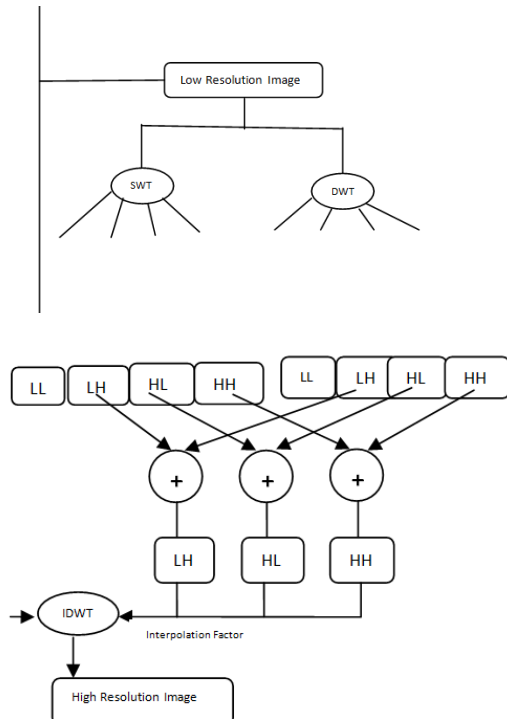 Low Resolution Image
SWT DWT
LL LH HL HH LL LH HL HH
+ + +
LH HL HH
IDWT
Interpolation Factor
High Resolution Image